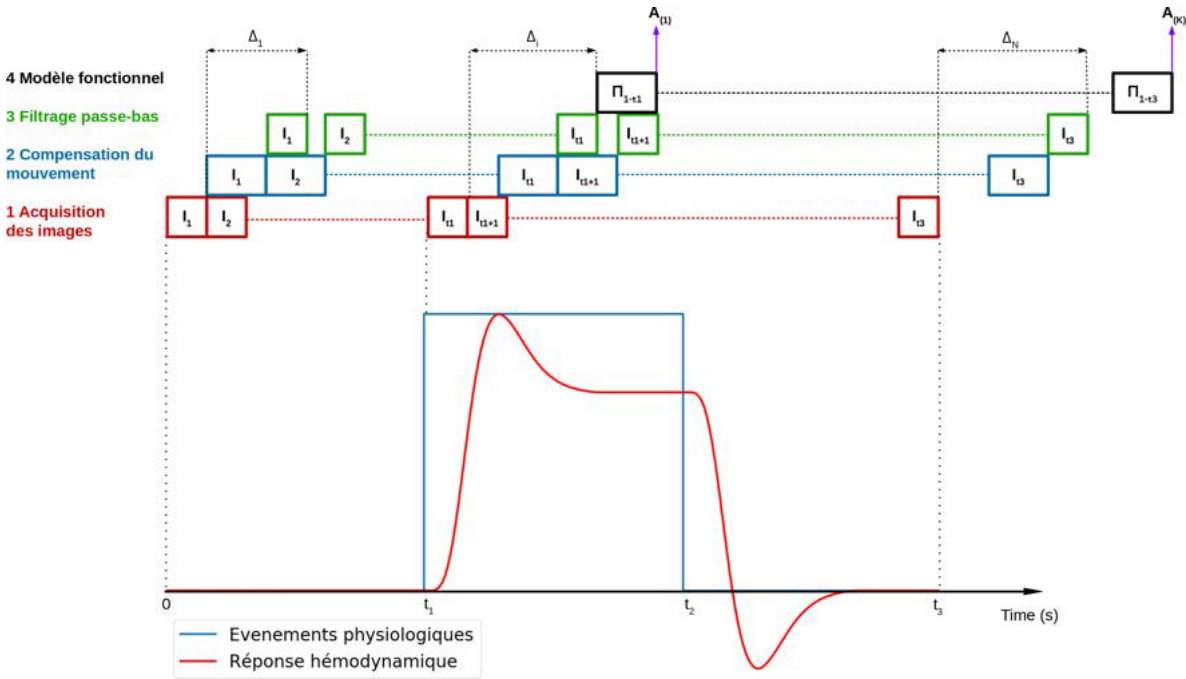 A(1) A(K)
Δ1 Δi ΔN
4 Modèle fonctionnel Π1-t1 Π1-t3
3 Filtrage passe-bas I1 I2 It1 It1+1 It3
2 Compensation du
mouvement I1 I2 It1 It1+1 It3
1 Acquisition
des images I1 I2 It1 It1+1 It3
0 t1 t2 t3
Time (s)
Evenements physiologiques
Réponse hémodynamique